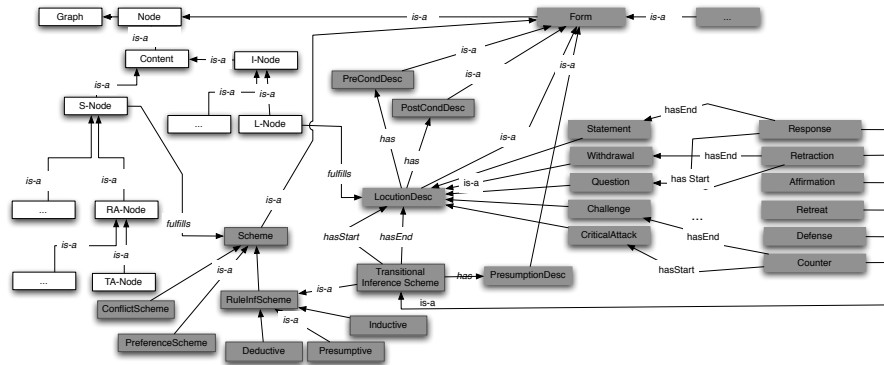 Graph
Node
is-a
Form
is-a
...
is-a
Content
is-a
I-Node
is-a
is-a
is-a
is-a
PreCondDesc
is-a
is-a
S-Node
is-a
is-a
PostCondDesc
...
L-Node
has
has
Statement
hasEnd
Response
Withdrawal
hasEnd
Retraction
is-a
is-a
fulfills
is-a
Question
has Start
Affirmation
...
RA-Node
LocutionDesc
Challenge
...
Retreat
fulfills
Scheme
hasStart
hasEnd
CriticalAttack
hasEnd
Defense
is-a
is-a
is-a
hasStart
Counter
...
TA-Node
Transitional
Inference Scheme
has
PresumptionDesc
is-a
is-a
ConflictScheme
RuleInfScheme
is-a
Inductive
PreferenceScheme
Deductive
Presumptive